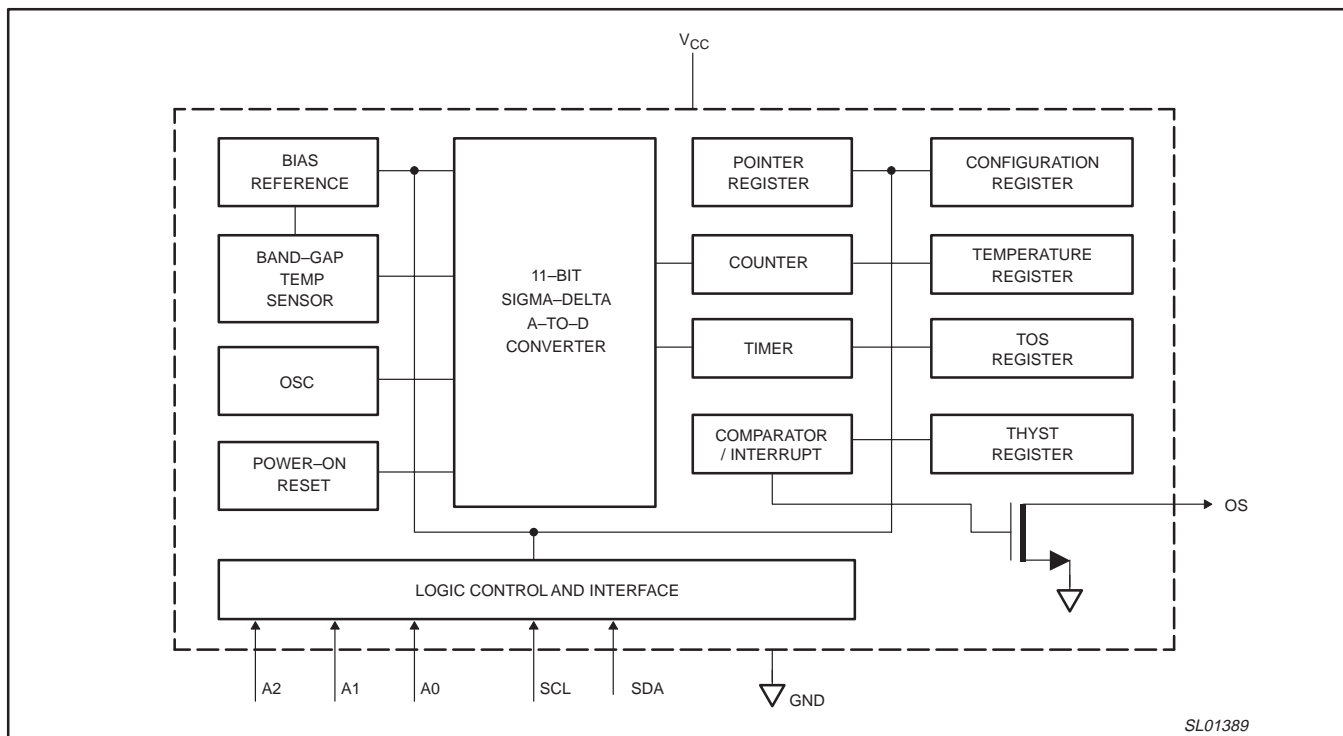 VCC
BIAS
REFERENCE
BAND–GAP
TEMP
SENSOR
OSC
POWER–ON
RESET
11–BIT
SIGMA–DELTA
A–TO–D
CONVERTER
POINTER
REGISTER
CONFIGURATION
REGISTER
COUNTER
TEMPERATURE
REGISTER
TIMER
TOS
REGISTER
COMPARATOR
/ INTERRUPT
THYST
REGISTER
OS
LOGIC CONTROL AND INTERFACE
A2
A1
A0
SCL
SDA
GND
SL01389